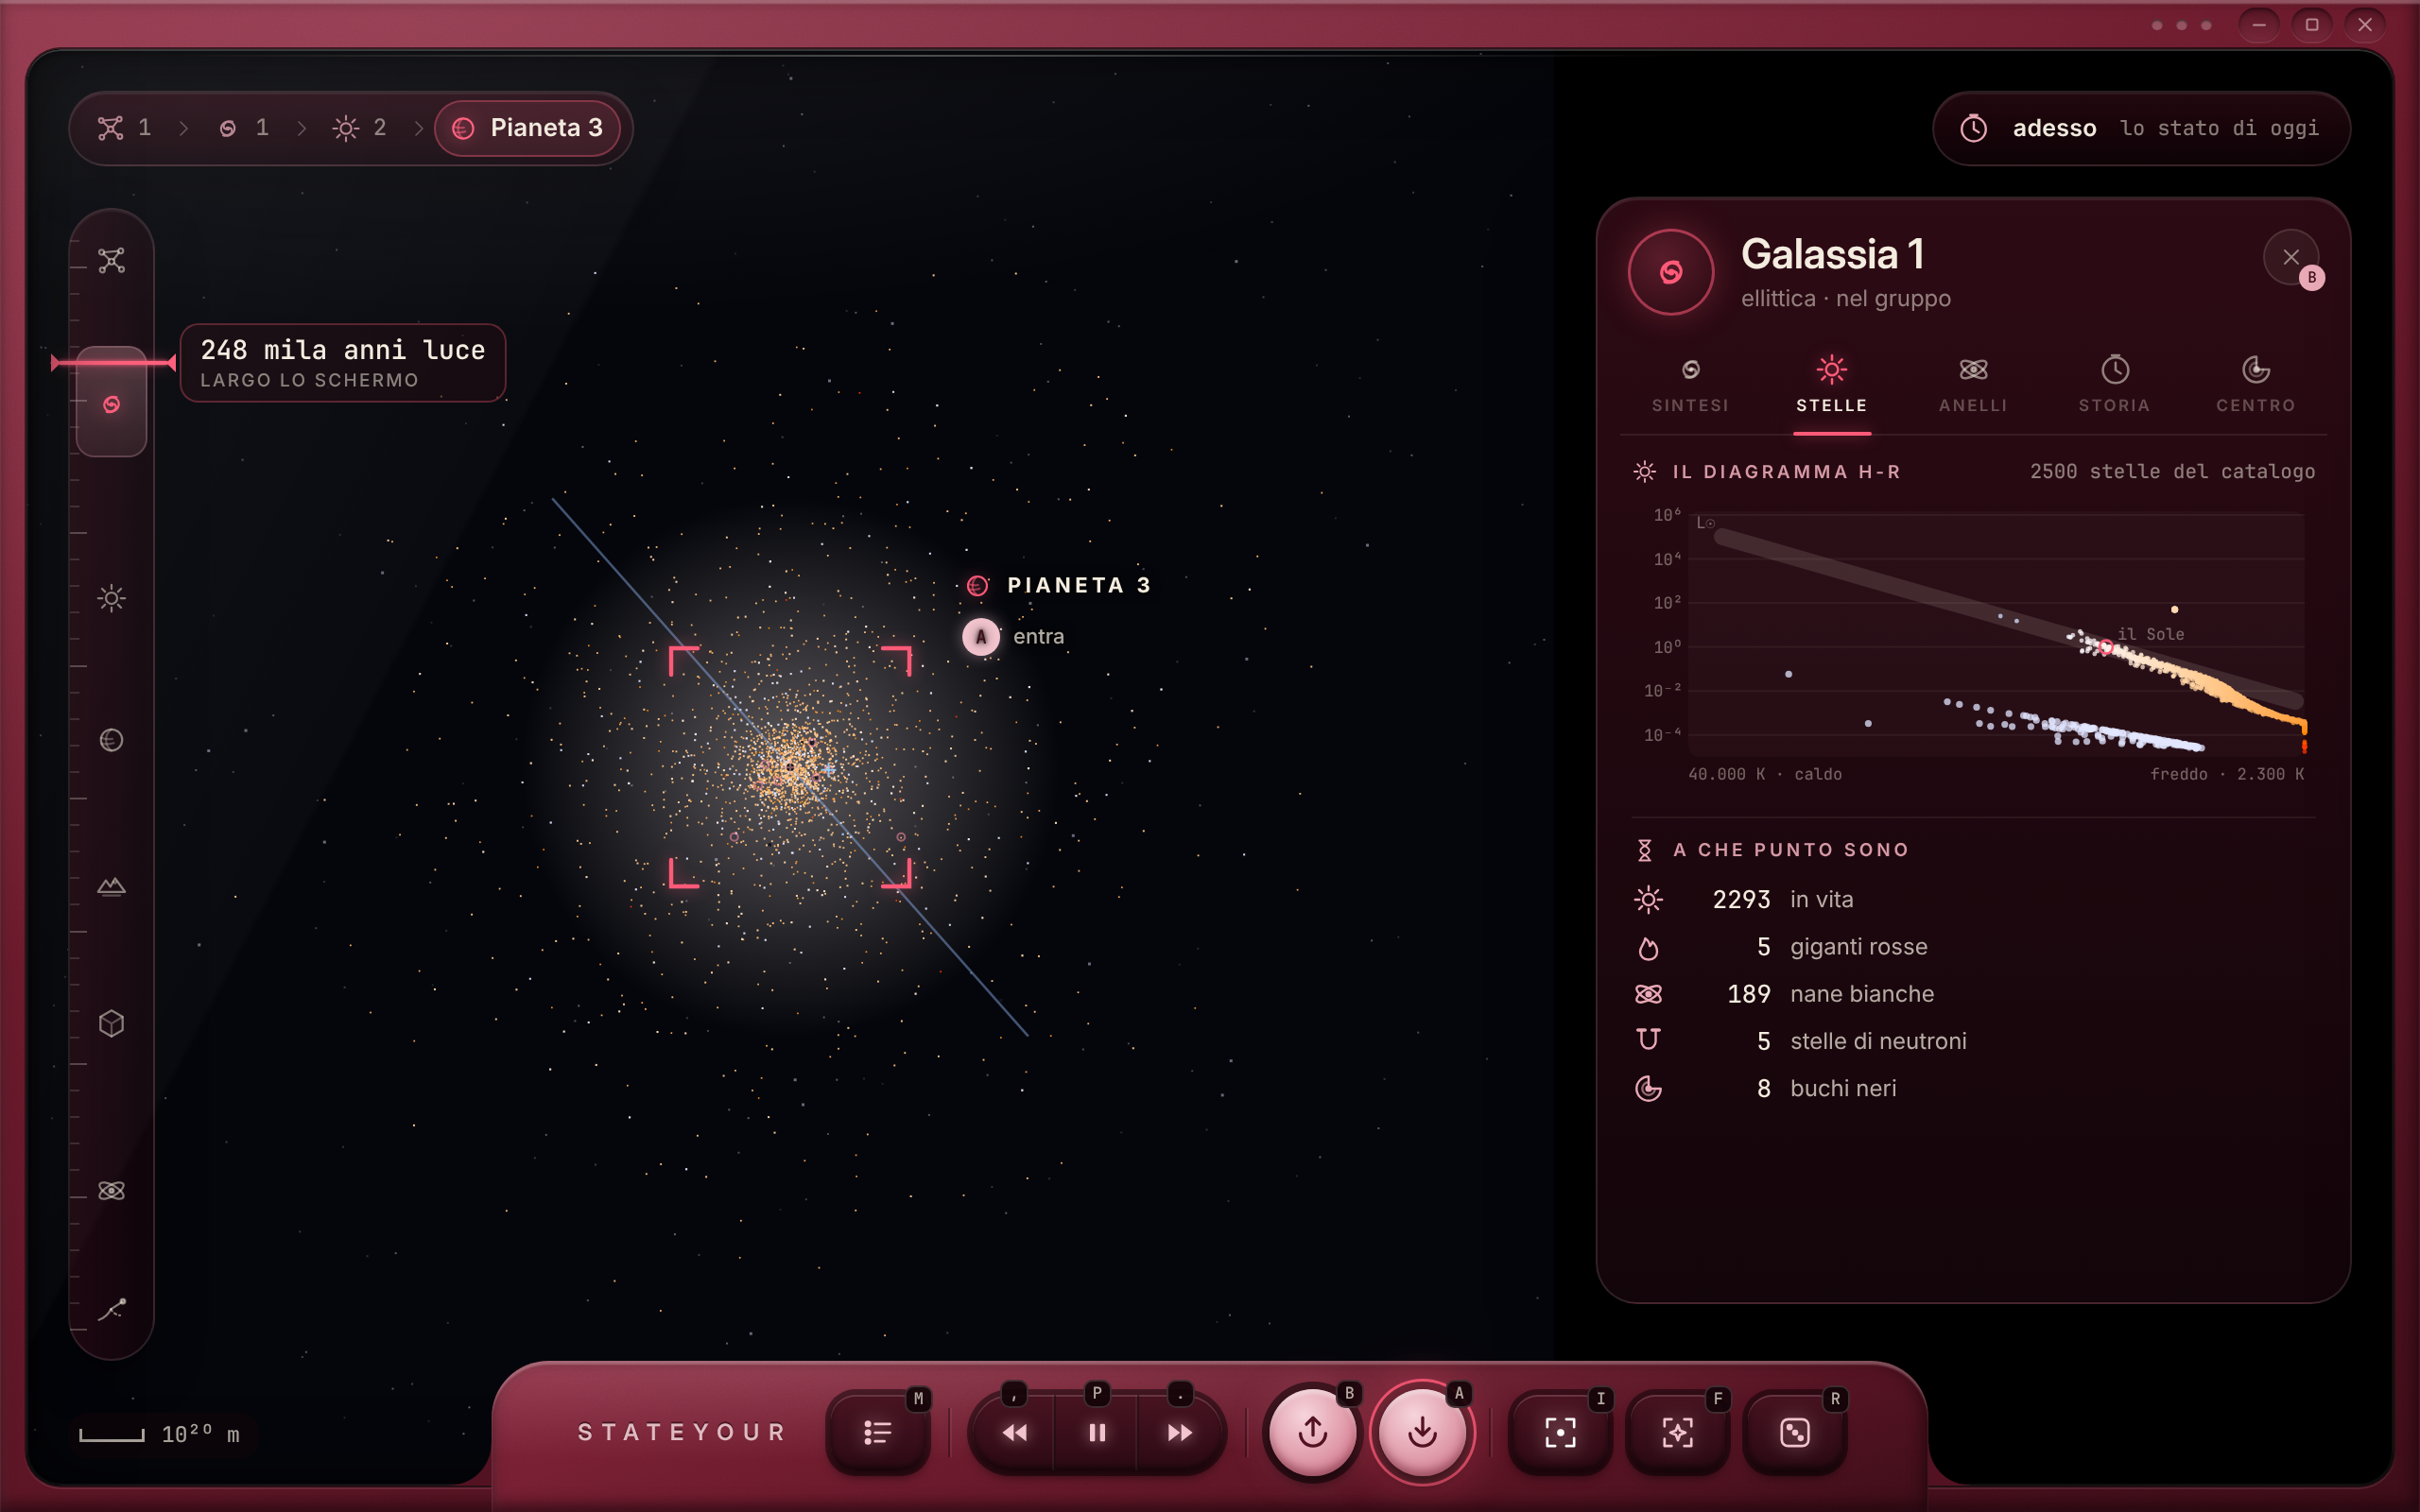 1
1
2
Pianeta 3
adesso lo stato di oggi
248 mila anni luce
LARGO LO SCHERMO
PIANETA 3
A entra
Galassia 1
ellittica · nel gruppo
B
SINTESI
STELLE
ANELLI
STORIA
CENTRO
IL DIAGRAMMA H-R
2500 stelle del catalogo
10⁶
L☉
10⁴
10²
il Sole
10⁰
10⁻²
10⁻⁴
40.000 K · caldo
freddo · 2.300 K
A CHE PUNTO SONO
2293 in vita
5 giganti rosse
189 nane bianche
5 stelle di neutroni
8 buchi neri
10²⁰ m
STATEYOUR
M
,
P
.
B
A
I
F
R